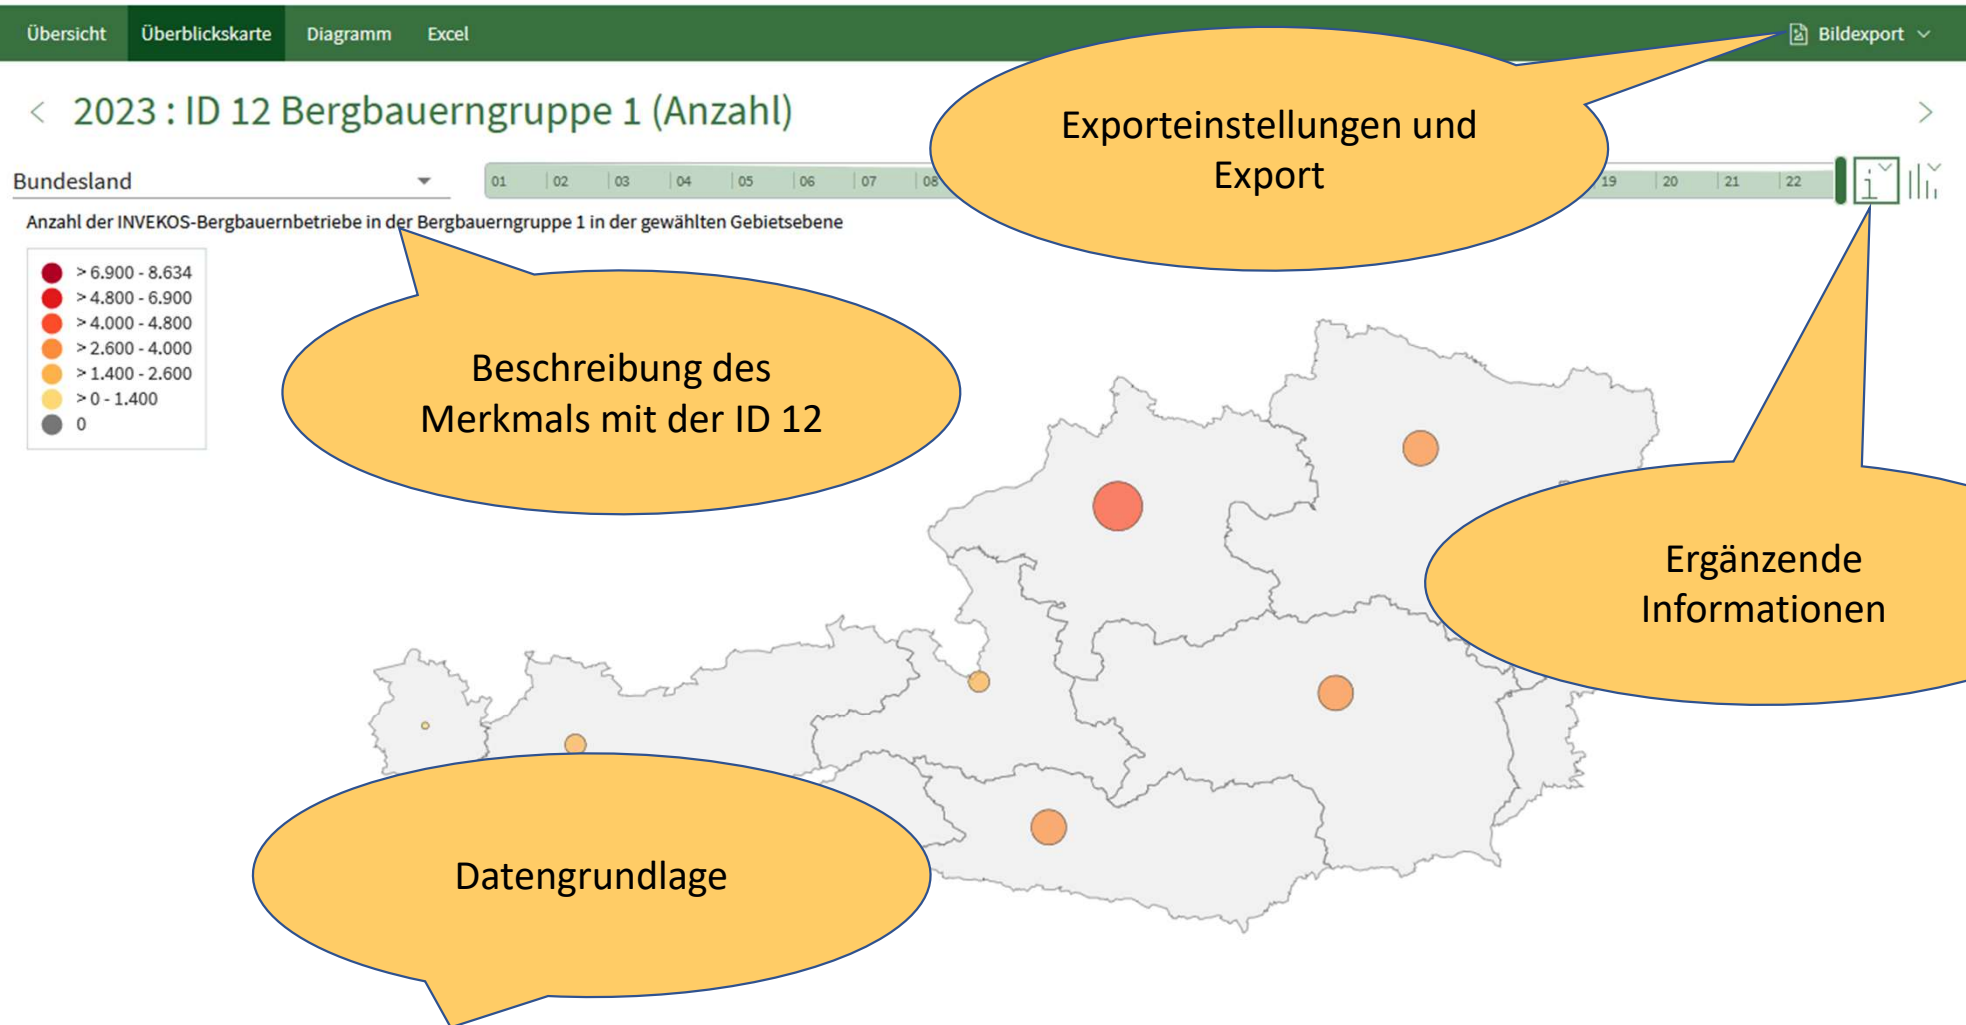 Übersicht Überblickskarte Diagramm Excel Bildexport
2023 : ID 12 Bergbauerngruppe 1 (Anzahl)
Exporteinstellungen und
Export
Bundesland
01 02 03 04 05 06 07 08 19 20 21 22
Anzahl der INVEKOS-Bergbauernbetriebe in der Bergbauerngruppe 1 in der gewählten Gebietsebene
> 6.900 - 8.634
> 4.800 - 6.900
> 4.000 - 4.800
> 2.600 - 4.000
> 1.400 - 2.600
> 0 - 1.400
0
Beschreibung des
Merkmals mit der ID 12
Ergänzende
Informationen
Datengrundlage